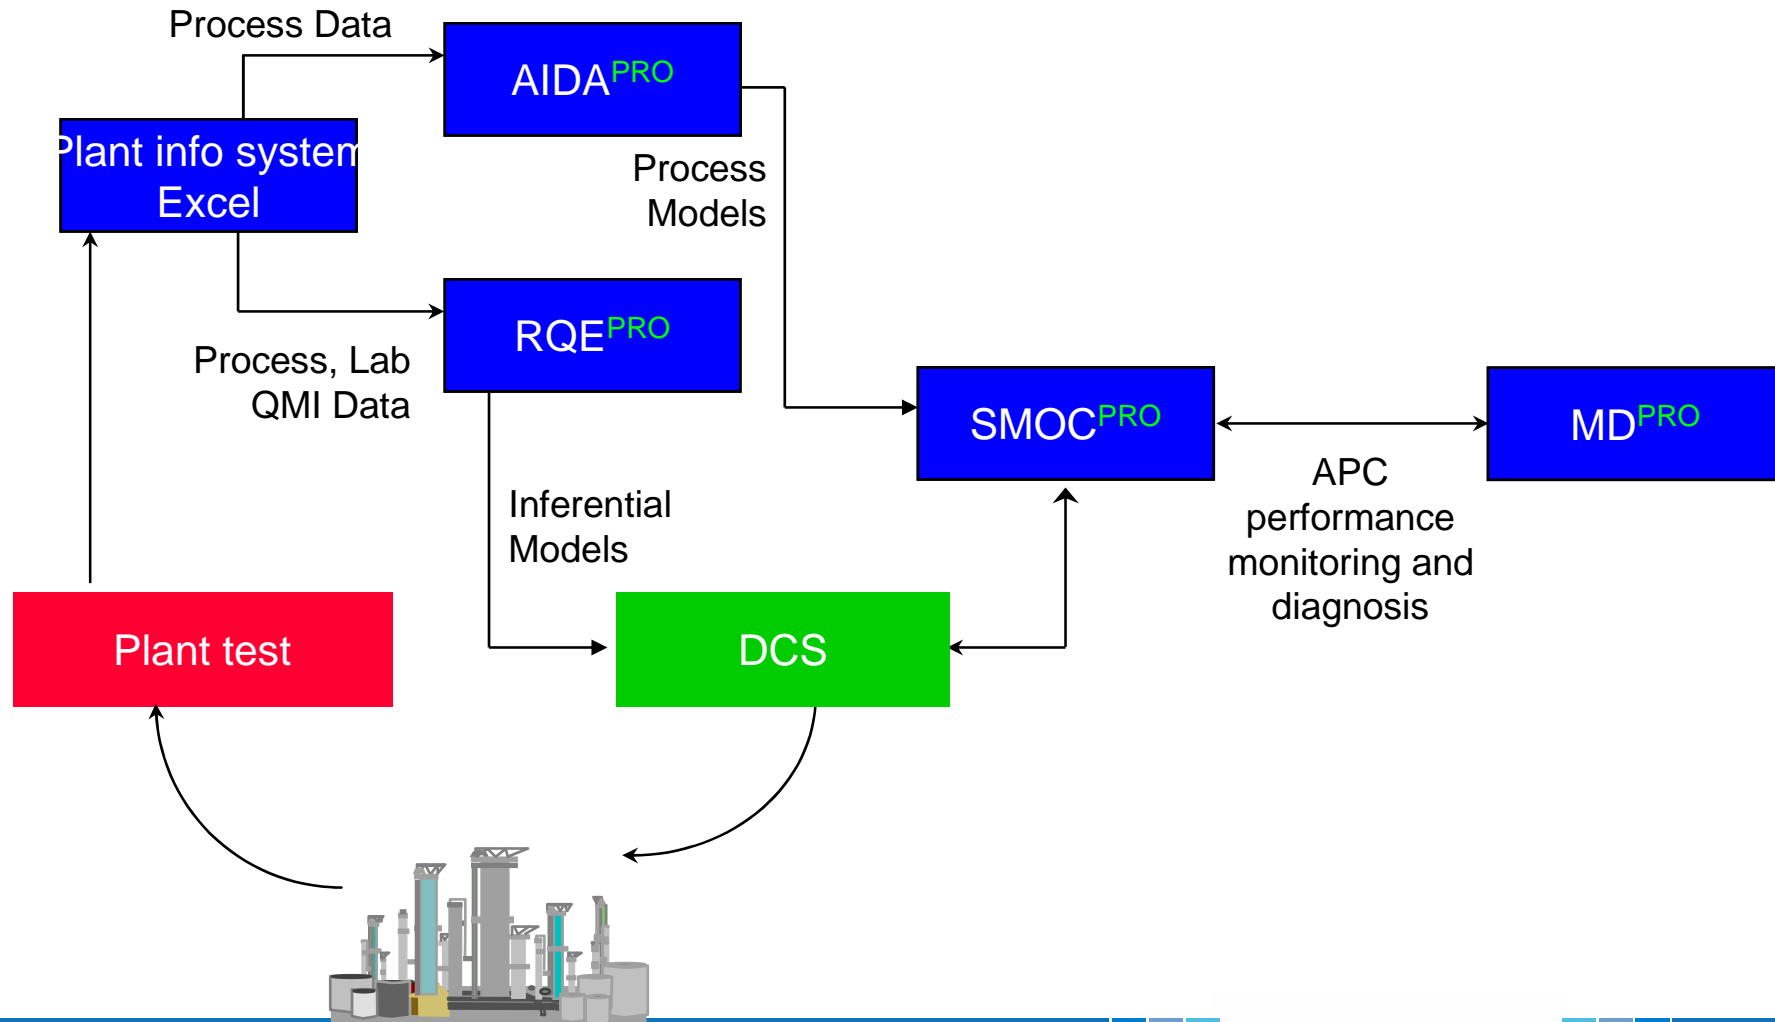 Process Data
AIDAPRO
Plant info system
Excel
Process
Models
RQEPRO
Process, Lab
QMI Data
SMOCPRO
MDPRO
APC
performance
monitoring and
diagnosis
Inferential
Models
Plant test
DCS